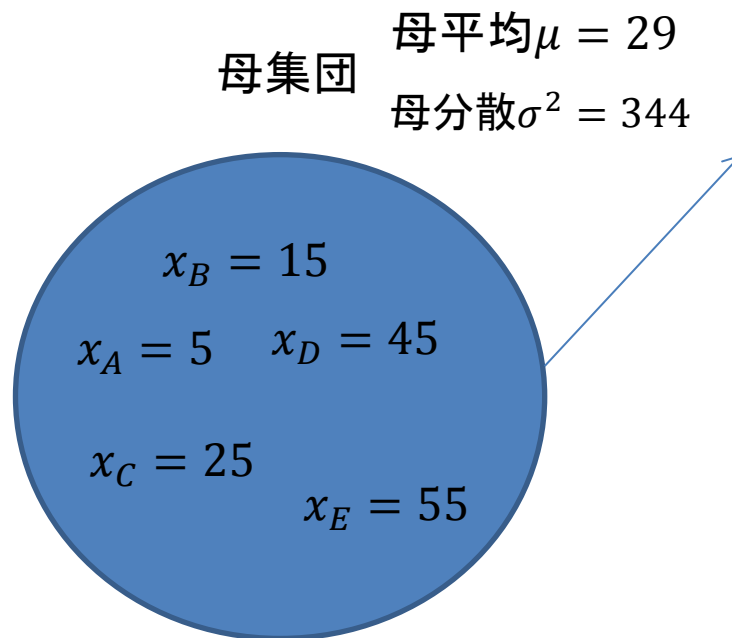 母集団
母平均μ = 29
母分散σ² = 344
x_B = 15
x_A = 5
x_D = 45
x_C = 25
x_E = 55